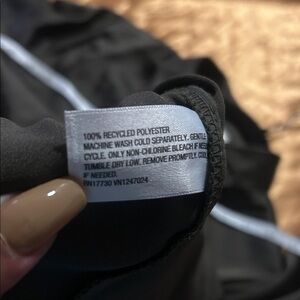 100% RECYCLED POLYESTER
MACHINE WASH COLD SEPARATELY. GENTLE
CYCLE. ONLY NON-CHLORINE BLEACH IF
TUMBLE DRY LOW. REMOVE PROMPTLY.
IF NEEDED.
RN17730 VN1247024